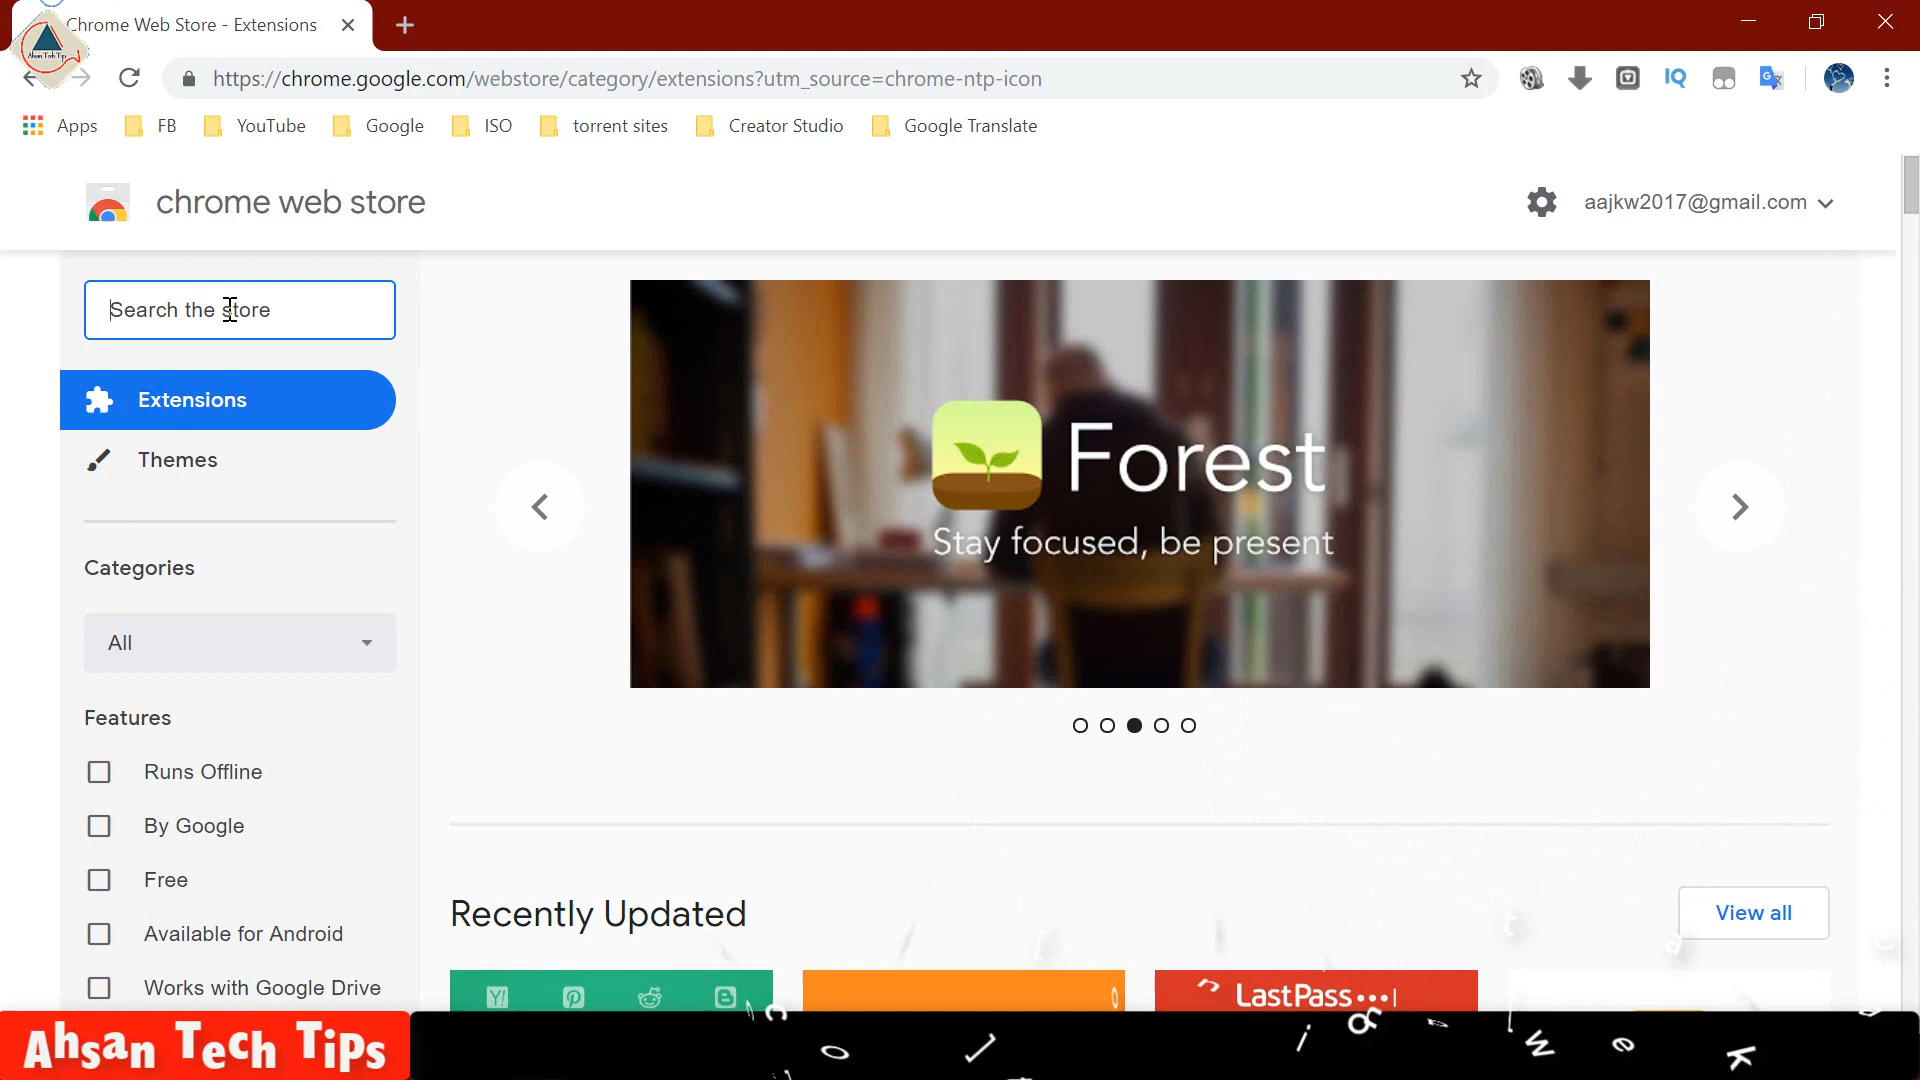 Chrome Web Store - Extensions
Ahsan Tech Tips
https://chrome.google.com/webstore/category/extensions?utm_source=chrome-ntp-icon
Apps FB YouTube Google ISO torrent sites Creator Studio Google Translate
chrome web store
aajkw2017@gmail.com
Search the store
Extensions
Themes
Categories
All
Features
Runs Offline
By Google
Free
Available for Android
Works with Google Drive
Forest
Stay focused, be present
Recently Updated
View all
LastPass
Ahsan Tech Tips